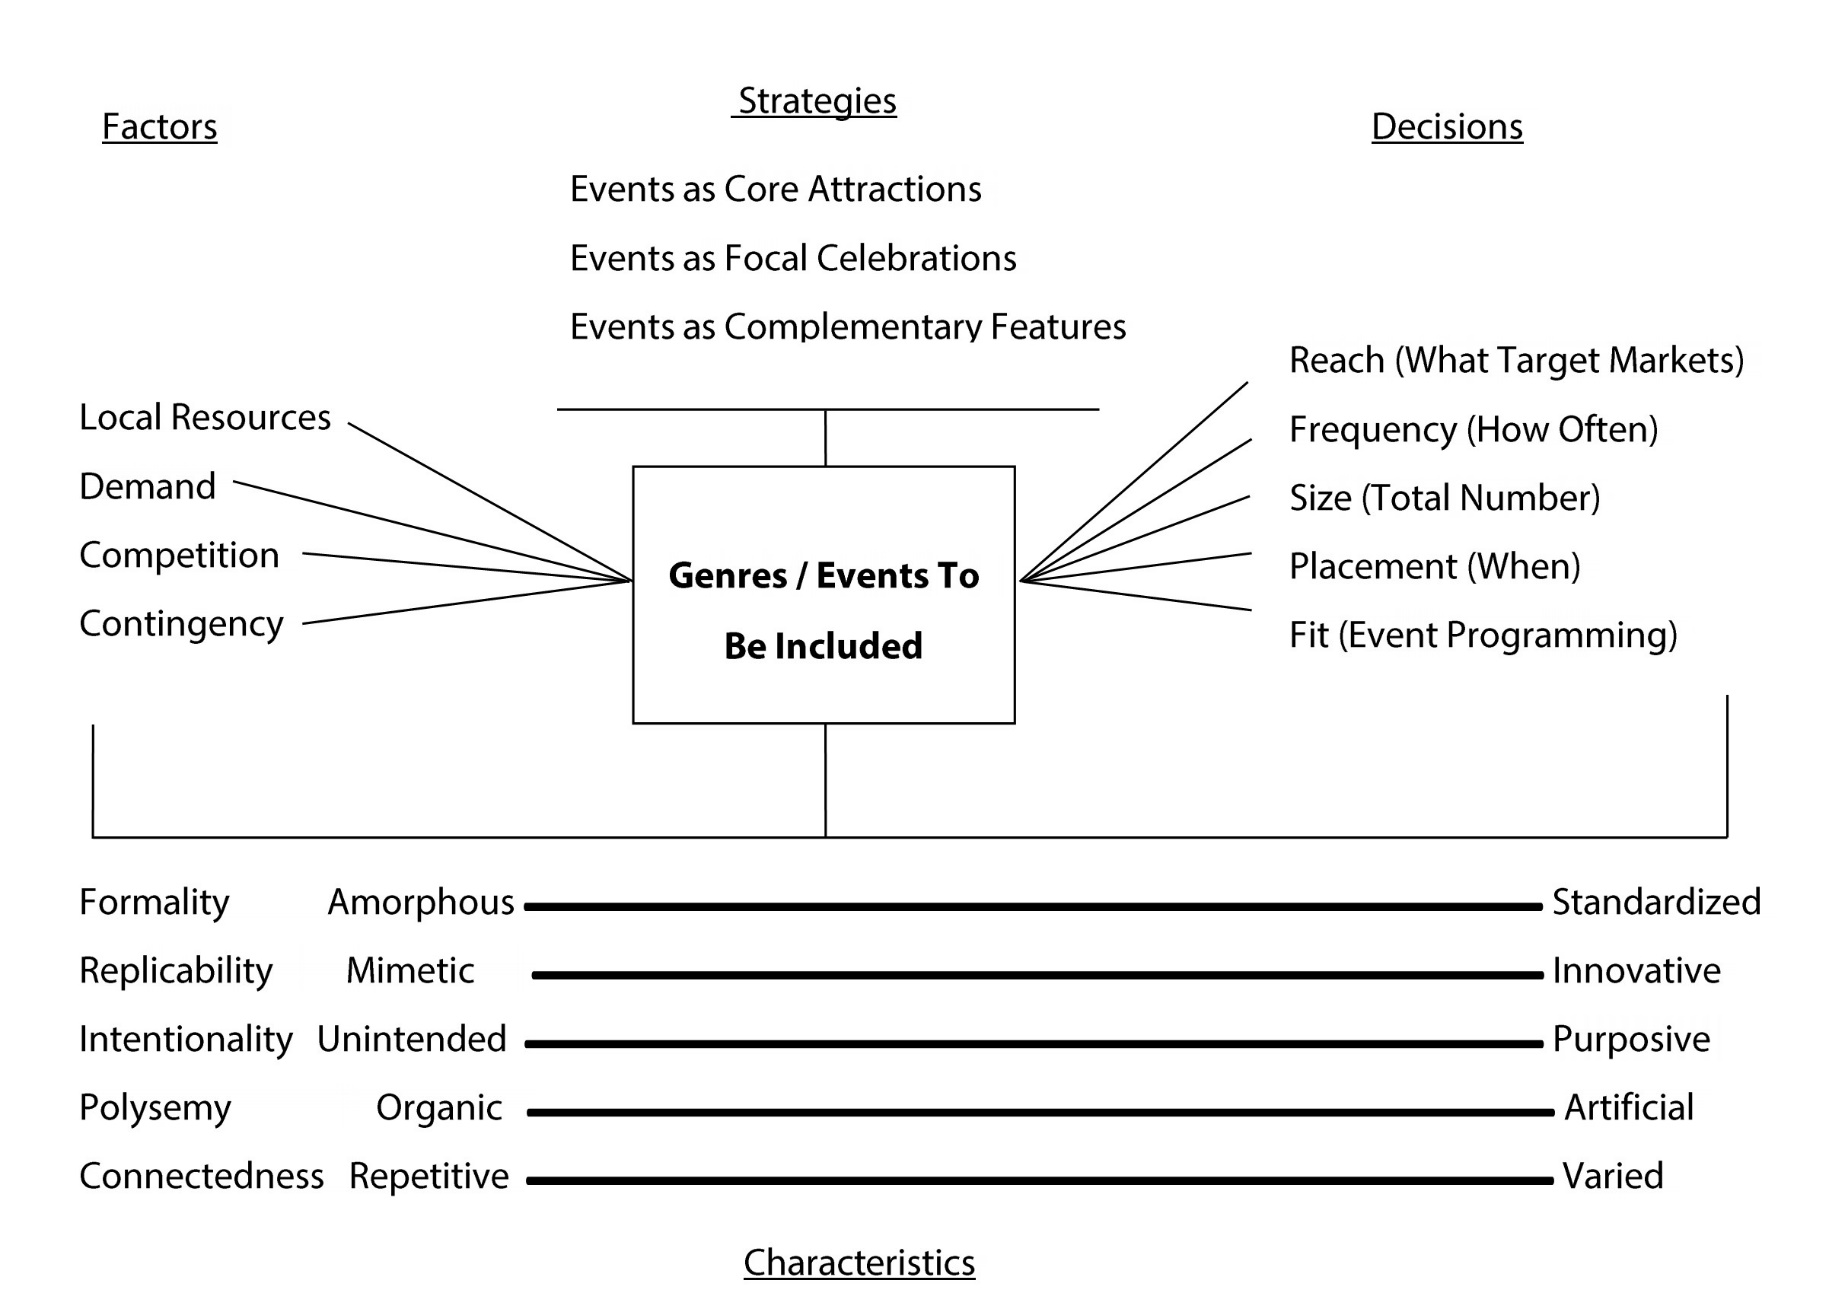 Factors
Strategies
Decisions
Events as Core Attractions
Events as Focal Celebrations
Events as Complementary Features
Local Resources
Demand
Competition
Contingency
Genres / Events To
Be Included
Reach (What Target Markets)
Frequency (How Often)
Size (Total Number)
Placement (When)
Fit (Event Programming)
Formality Amorphous Standardized
Replicability Mimetic Innovative
Intentionality Unintended Purposive
Polysemy Organic Artificial
Connectedness Repetitive Varied
Characteristics